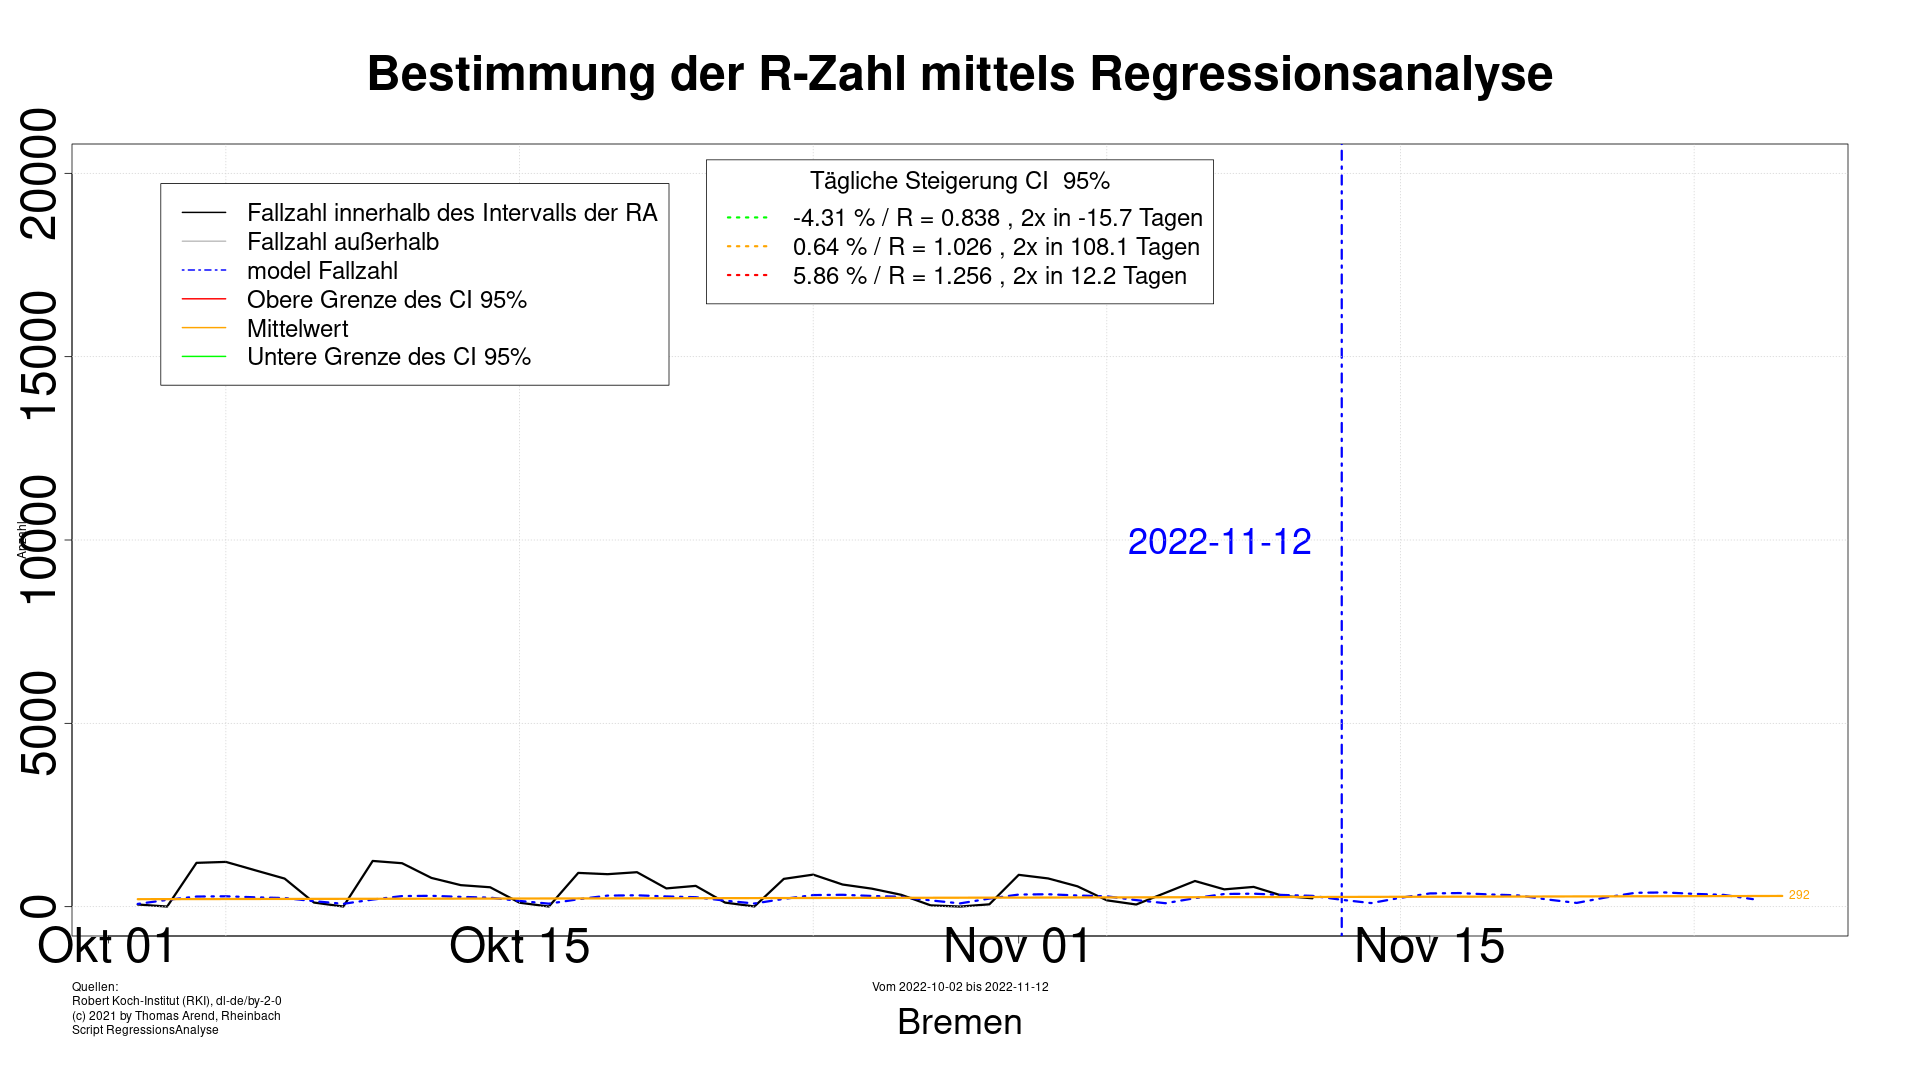 Bestimmung der R-Zahl mittels Regressionsanalyse
Tägliche Steigerung CI  95%
-4.31 % / R = 0.838 , 2x in -15.7 Tagen
0.64 % / R = 1.026 , 2x in 108.1 Tagen
5.86 % / R = 1.256 , 2x in 12.2 Tagen
Fallzahl innerhalb des Intervalls der RA
Fallzahl außerhalb
model Fallzahl
Obere Grenze des CI 95%
Mittelwert
Untere Grenze des CI 95%
20000
15000
10000
5000
0
Anzahl
2022-11-12
292
Okt 01
Okt 15
Nov 01
Nov 15
Quellen:
Robert Koch-Institut (RKI), dl-de/by-2-0
(c) 2021 by Thomas Arend, Rheinbach
Script RegressionsAnalyse
Vom 2022-10-02 bis 2022-11-12
Bremen